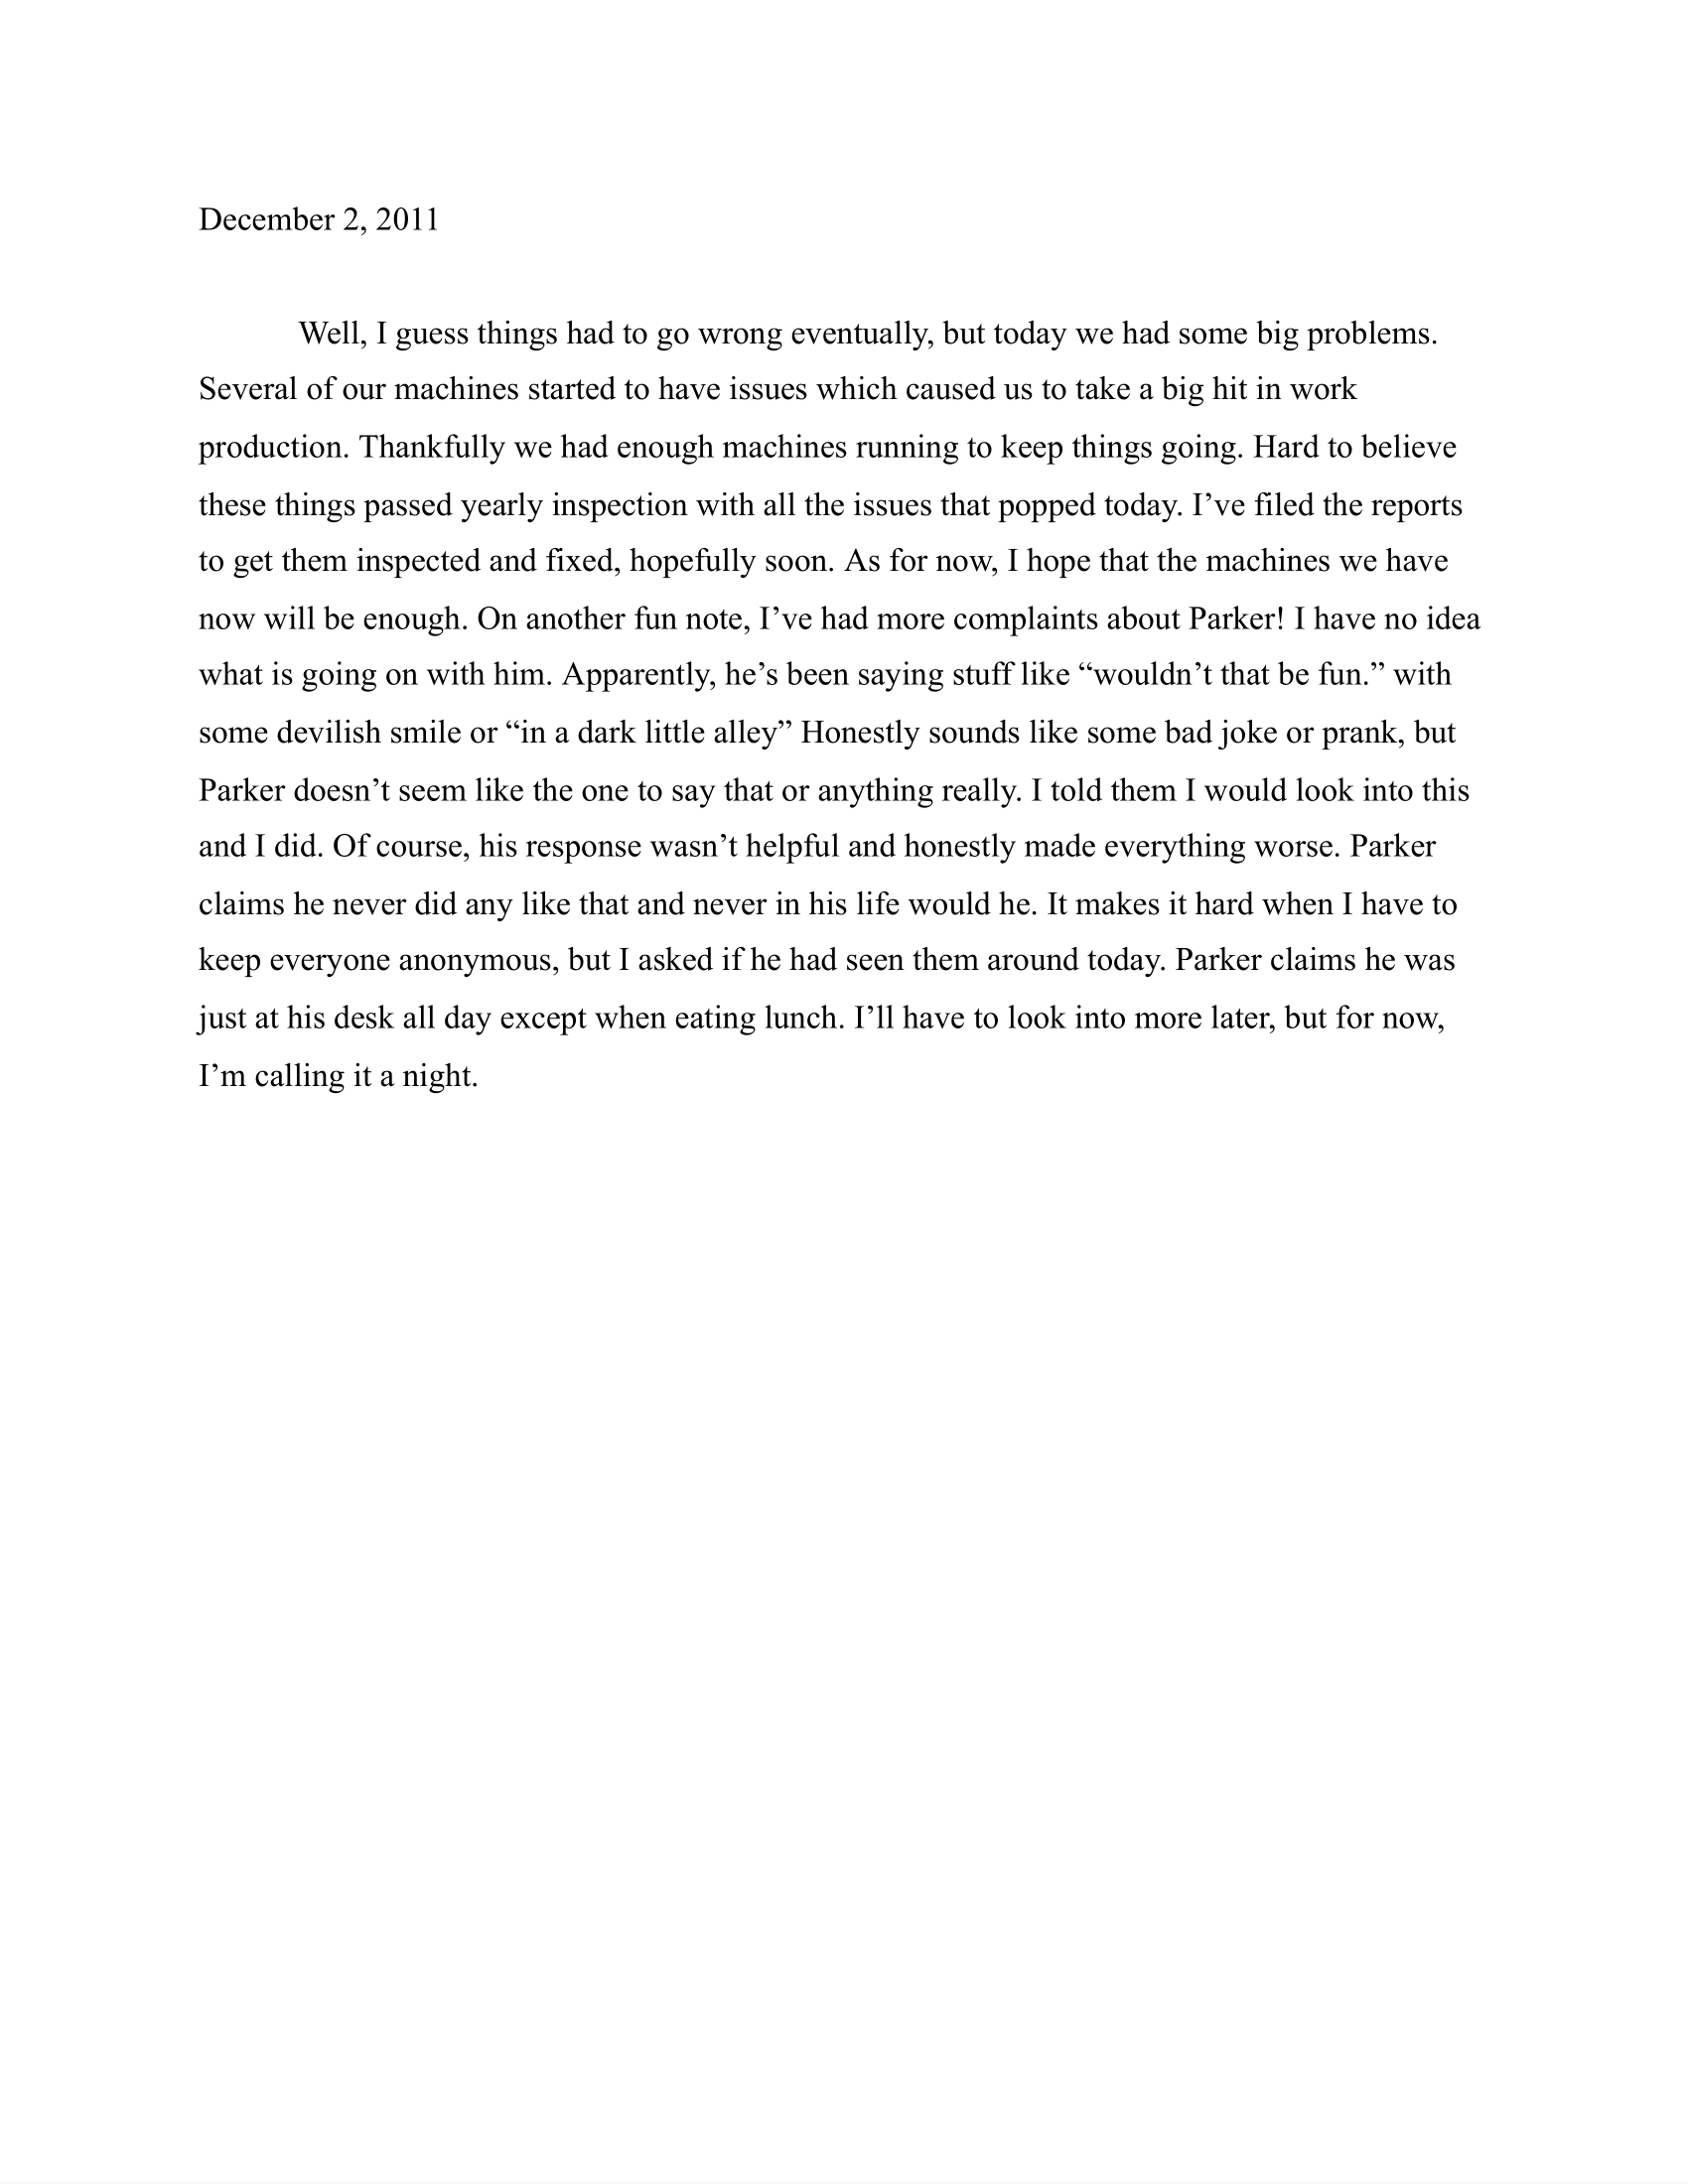 December 2, 2011
Well, I guess things had to go wrong eventually, but today we had some big problems.
Several of our machines started to have issues which caused us to take a big hit in work
production. Thankfully we had enough machines running to keep things going. Hard to believe
these things passed yearly inspection with all the issues that popped today. I’ve filed the reports
to get them inspected and fixed, hopefully soon. As for now, I hope that the machines we have
now will be enough. On another fun note, I’ve had more complaints about Parker! I have no idea
what is going on with him. Apparently, he’s been saying stuff like “wouldn’t that be fun.” with
some devilish smile or “in a dark little alley” Honestly sounds like some bad joke or prank, but
Parker doesn’t seem like the one to say that or anything really. I told them I would look into this
and I did. Of course, his response wasn’t helpful and honestly made everything worse. Parker
claims he never did any like that and never in his life would he. It makes it hard when I have to
keep everyone anonymous, but I asked if he had seen them around today. Parker claims he was
just at his desk all day except when eating lunch. I’ll have to look into more later, but for now,
I’m calling it a night.